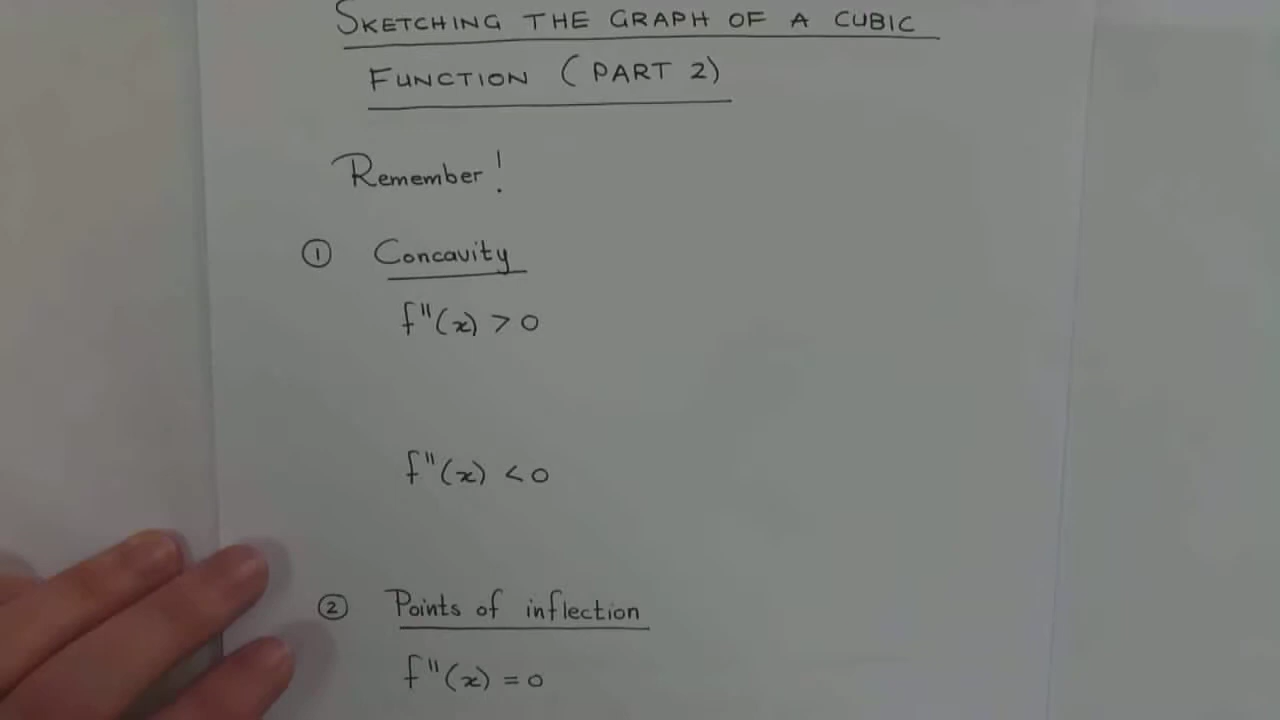 SKETCHING THE GRAPH OF A CUBIC
FUNCTION (PART 2)
Remember!
① Concavity
f"(x) > 0
f"(x) < 0
② Points of inflection
f"(x) = 0